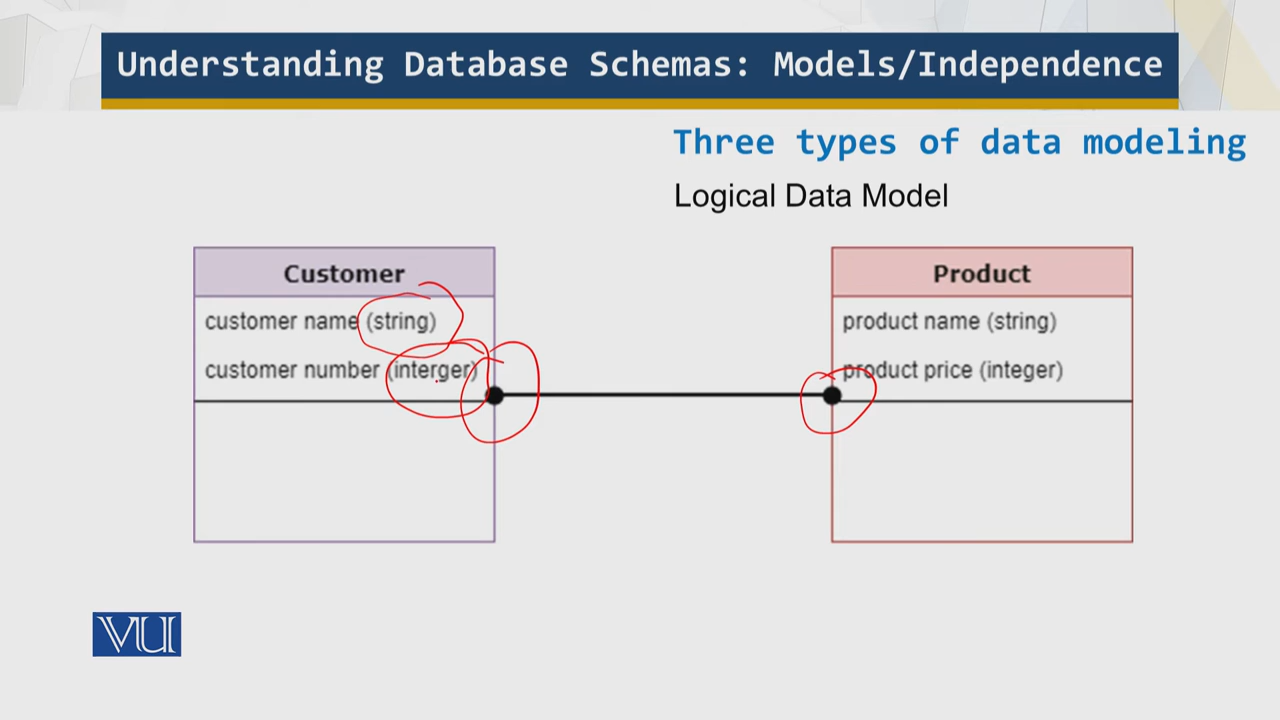 Understanding Database Schemas: Models/Independence
Three types of data modeling
Logical Data Model
Customer
customer name (string)
customer number (interger)
Product
product name (string)
product price (integer)
VU